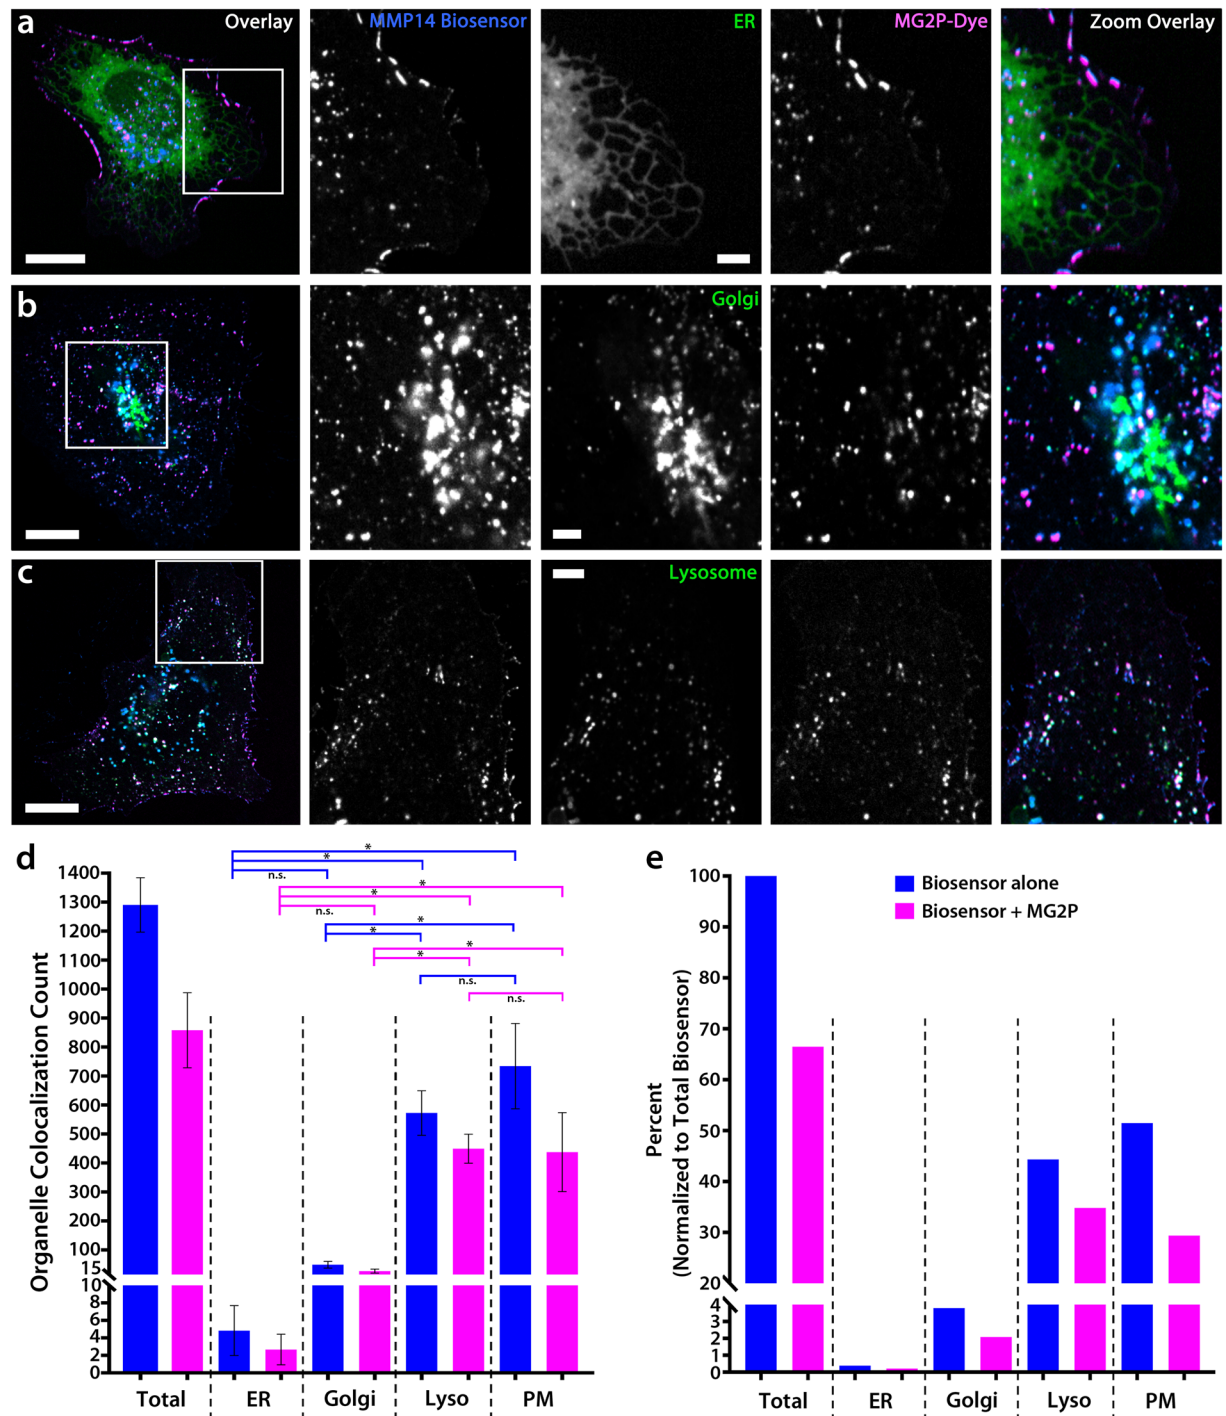 a
Overlay
MMP14 Biosensor
ER
MG2P-Dye
Zoom Overlay
b
Golgi
c
Lysosome
d
Organelle Colocalization Count
1400
1300
1200
1100
1000
900
800
700
600
500
400
300
200
100
15
10
8
6
4
2
0
*
*
n.s.
*
*
n.s.
*
*
*
*
n.s.
n.s.
Total
ER
Golgi
Lyso
PM
e
Percent
(Normalized to Total Biosensor)
100
90
80
70
60
50
40
30
20
4
3
2
1
0
Biosensor alone
Biosensor + MG2P
Total
ER
Golgi
Lyso
PM